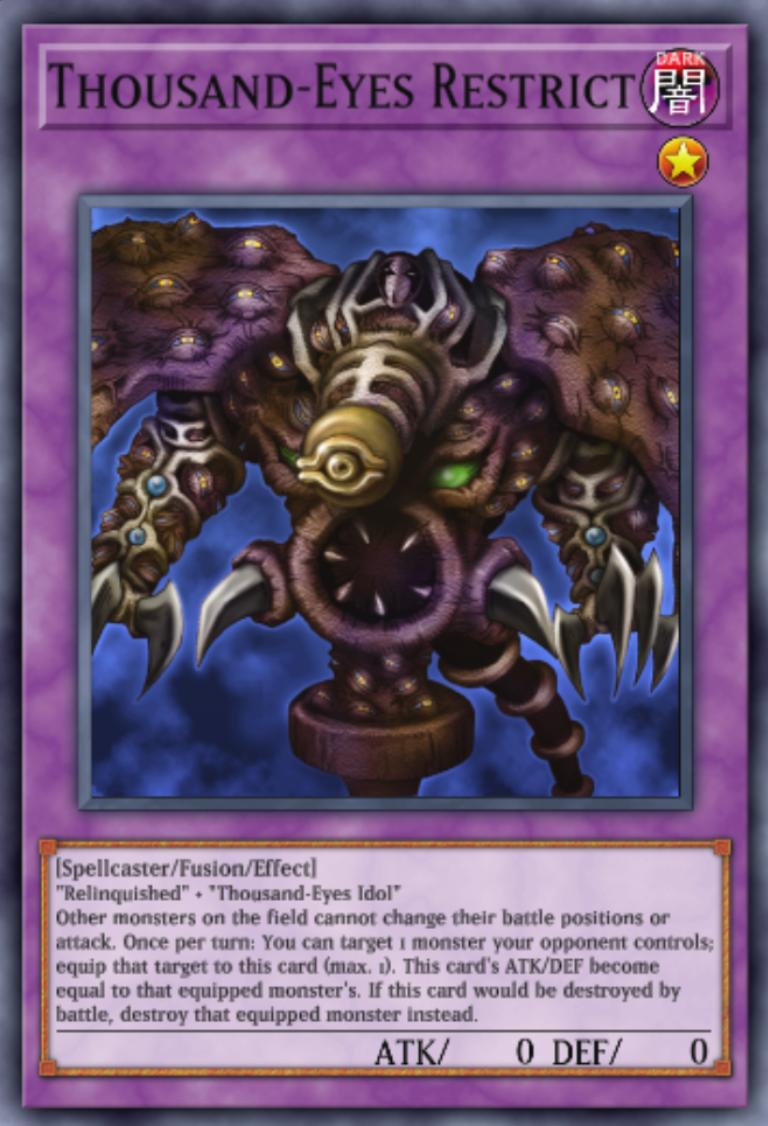 Thousand-Eyes Restrict
DARK
闇
[Spellcaster/Fusion/Effect]
"Relinquished" + "Thousand-Eyes Idol"
Other monsters on the field cannot change their battle positions or
attack. Once per turn: You can target 1 monster your opponent controls;
equip that target to this card (max. 1). This card's ATK/DEF become
equal to that equipped monster's. If this card would be destroyed by
battle, destroy that equipped monster instead.
ATK/ 0 DEF/ 0